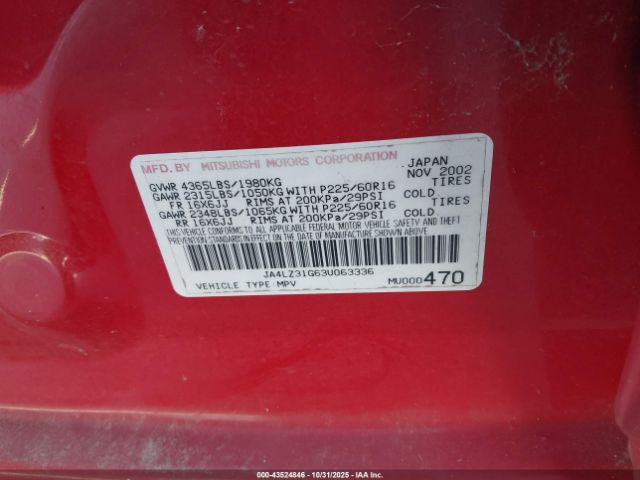 MFD. BY MITSUBISHI MOTORS CORPORATION JAPAN
GVWR 4365LBS/1980KG NOV 2002
GAWR 2315LBS/1050KG WITH P225/60R16 TIRES
FR 16X6JJ RIMS AT 200KPa/29PSI COLD
GAWR 2348LBS/1065KG WITH P225/60R16 TIRES
RR 16X6JJ RIMS AT 200KPa/29PSI COLD
THIS VEHICLE CONFORMS TO ALL APPLICABLE FEDERAL MOTOR VEHICLE SAFETY, BUMPER AND THEFT PREVENTION STANDARDS IN EFFECT ON THE DATE OF MANUFACTURE SHOWN ABOVE.
JA4LZ31G63U063336
VEHICLE TYPE:MPV MU000470
000-43524846 | 10/31/2025 | © IAA Holdings, LLC